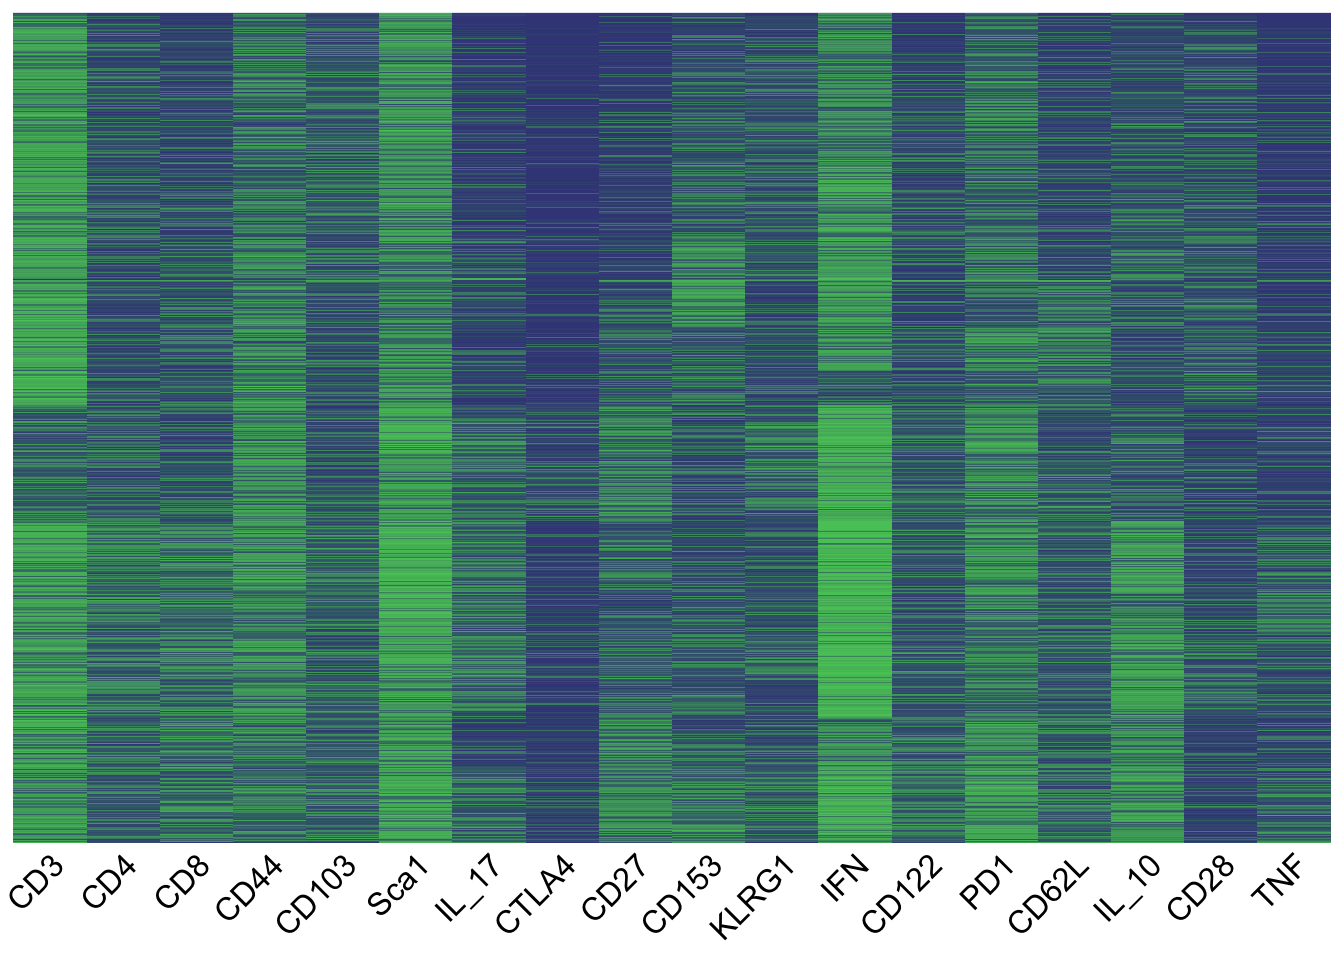 CD3
CD4
CD8
CD44
CD103
Sca1
IL_17
CTLA4
CD27
CD153
KLRG1
IFN
CD122
PD1
CD62L
IL_10
CD28
TNF